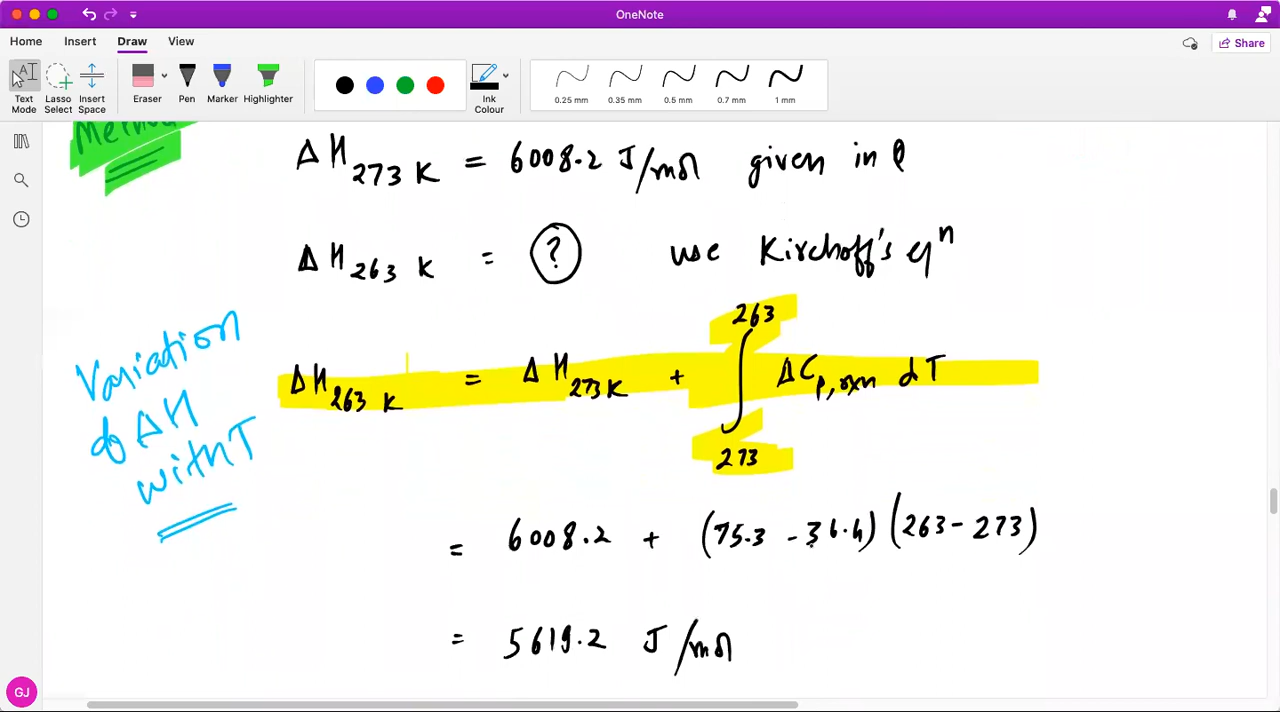 OneNote
Home Insert Draw View
Share
Text Mode
Lasso Select
Insert Space
Eraser
Pen
Marker
Highlighter
Ink Colour
0.25 mm
0.35 mm
0.5 mm
0.7 mm
1 mm
Method
ΔH₂₇₃ K = 6008.2 J/mol given in Q
ΔH₂₆₃ K = ? use Kirchoff's eqⁿ
Variation of ΔH with T
ΔH₂₆₃ K = ΔH₂₇₃K + ∫₂₇₃²⁶³ ΔCp,rxn dT
= 6008.2 + (75.3 - 36.4) (263 - 273)
= 5619.2 J/mol
GJ